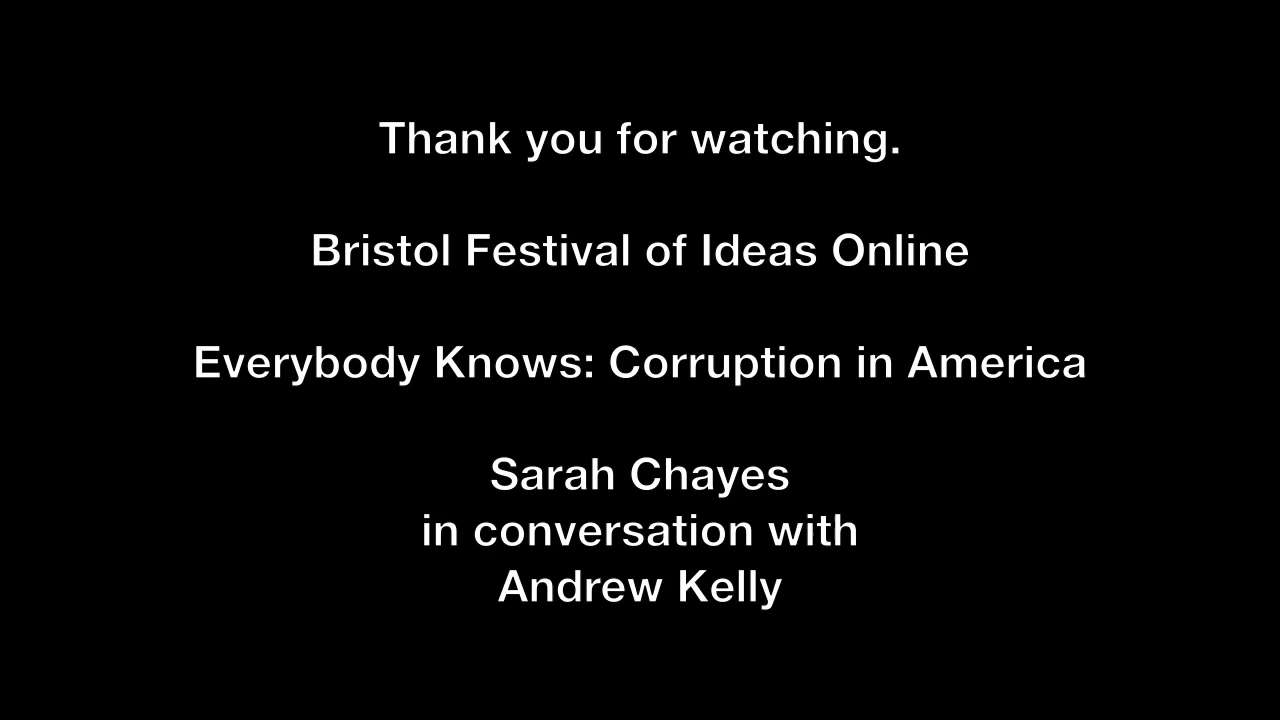 Thank you for watching.
Bristol Festival of Ideas Online
Everybody Knows: Corruption in America
Sarah Chayes
in conversation with
Andrew Kelly